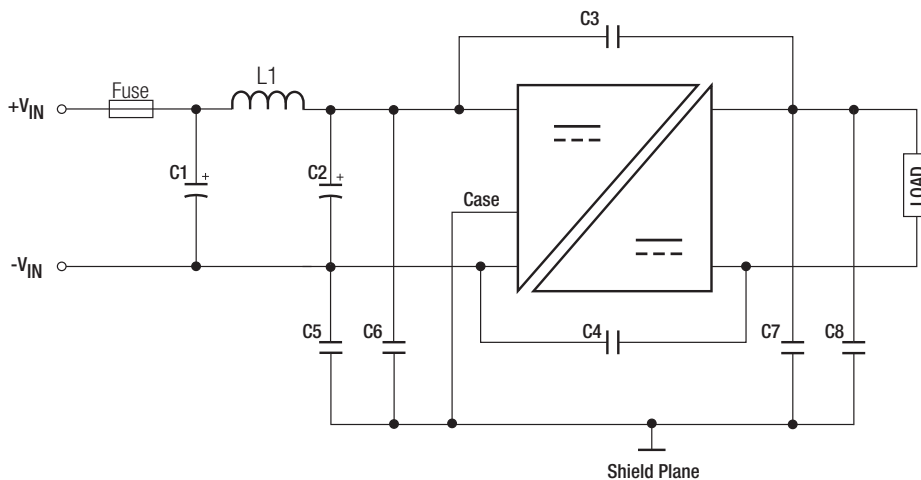 C3
Fuse
L1
+VIN
C1
+
C2
+
Case
LOAD
-VIN
C5
C6
C4
C7
C8
Shield Plane